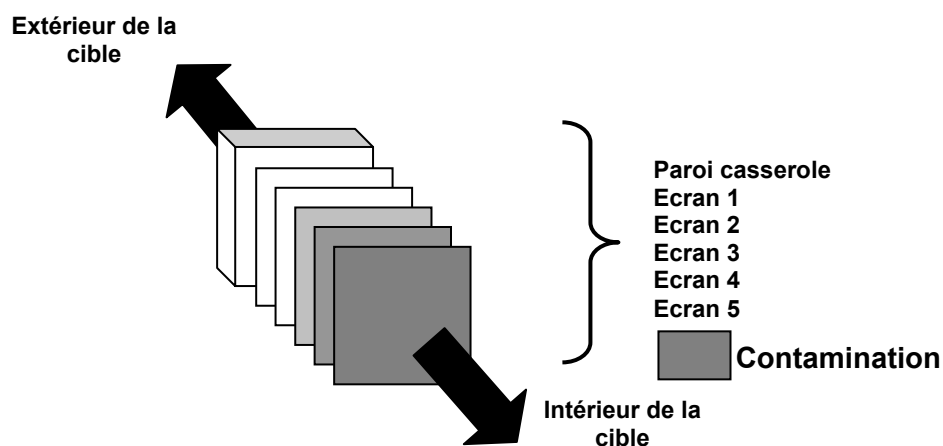 Extérieur de la
cible
Paroi casserole
Ecran 1
Ecran 2
Ecran 3
Ecran 4
Ecran 5
Contamination
Intérieur de la
cible